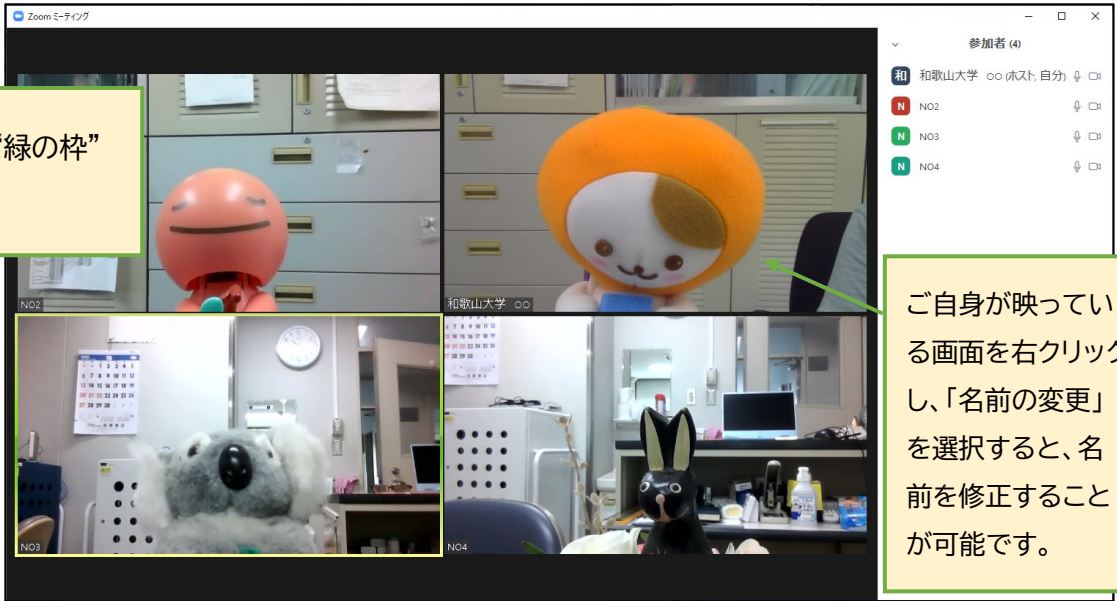 Zoom ミーティング
参加者 (4)
和 和歌山大学 ○○ (ホスト, 自分)
N NO2
N NO3
N NO4
“緑の枠”
NO2
和歌山大学 ○○
NO3
NO4
ご自身が映ってい
る画面を右クリック
し、「名前の変更」
を選択すると、名
前を修正すること
が可能です。